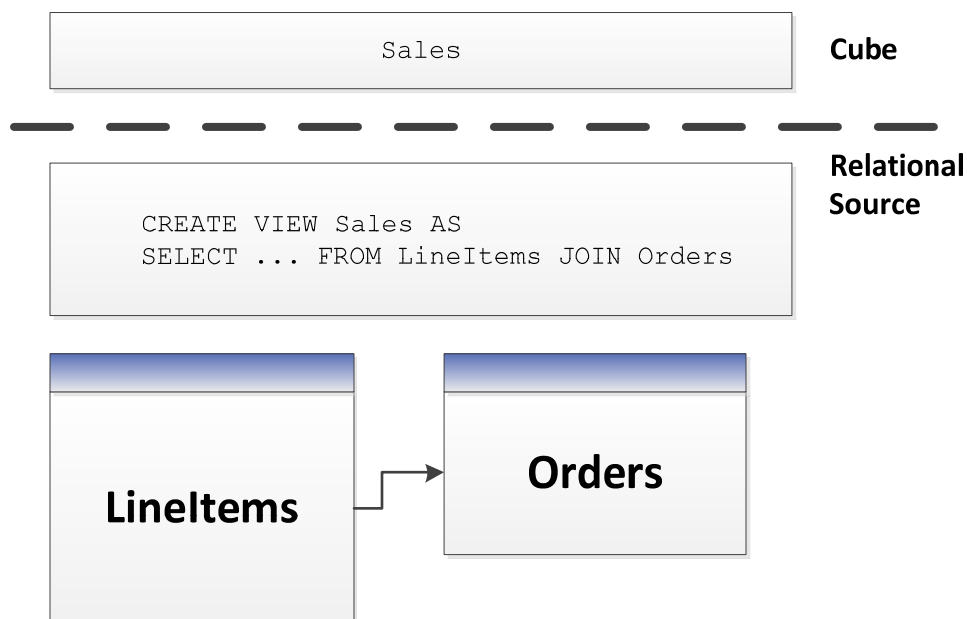 Sales
Cube
Relational
Source
CREATE VIEW Sales AS
SELECT ... FROM LineItems JOIN Orders
LineItems
Orders